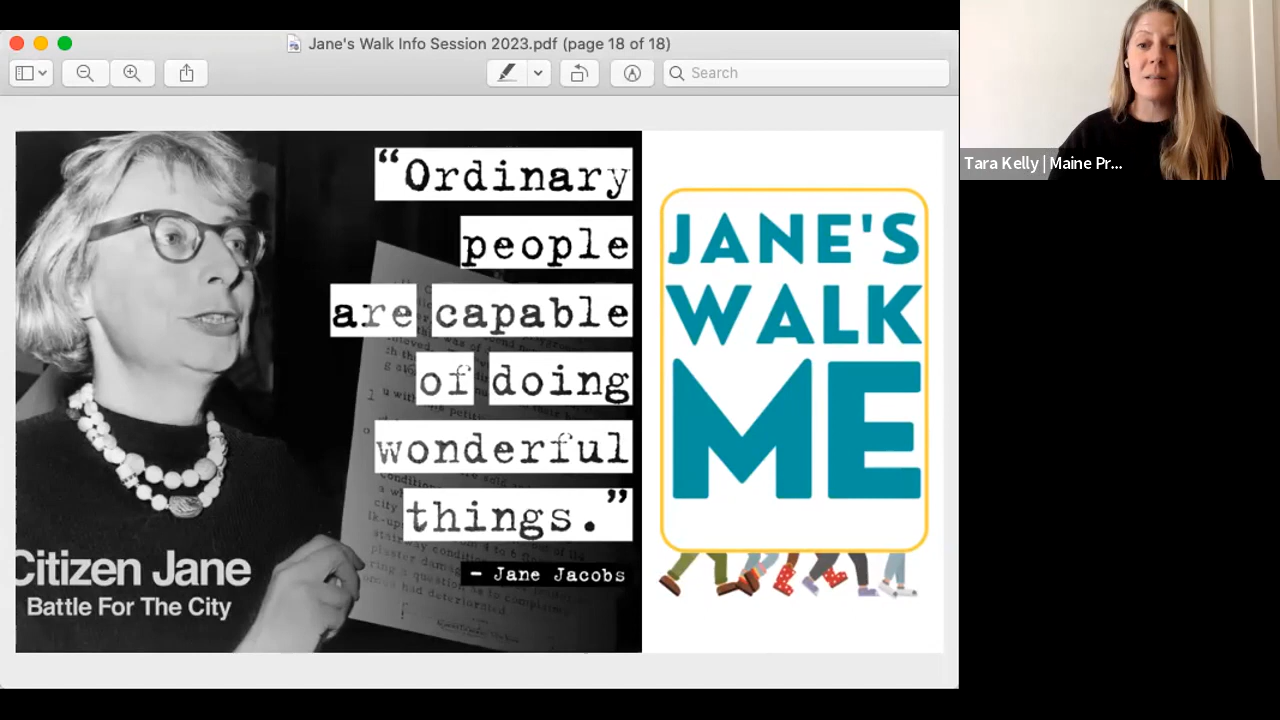 Jane's Walk Info Session 2023.pdf (page 18 of 18)
Search
Tara Kelly | Maine Pr...
“Ordinary
people
are capable
of doing
wonderful
things.”
– Jane Jacobs
Citizen Jane
Battle For The City
JANE'S
WALK
ME